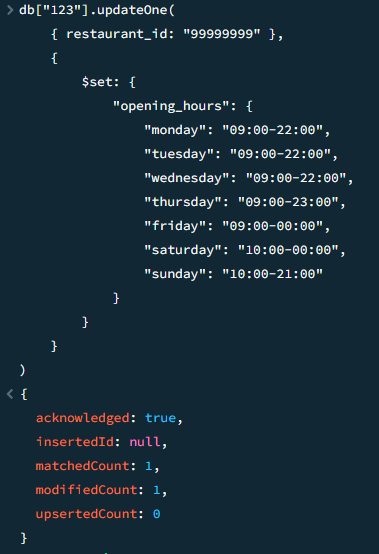 > db["123"].updateOne(
{ restaurant_id: "99999999" },
{
$set: {
"opening_hours": {
"monday": "09:00-22:00",
"tuesday": "09:00-22:00",
"wednesday": "09:00-22:00",
"thursday": "09:00-23:00",
"friday": "09:00-00:00",
"saturday": "10:00-00:00",
"sunday": "10:00-21:00"
}
}
}
)
< {
acknowledged: true,
insertedId: null,
matchedCount: 1,
modifiedCount: 1,
upsertedCount: 0
}